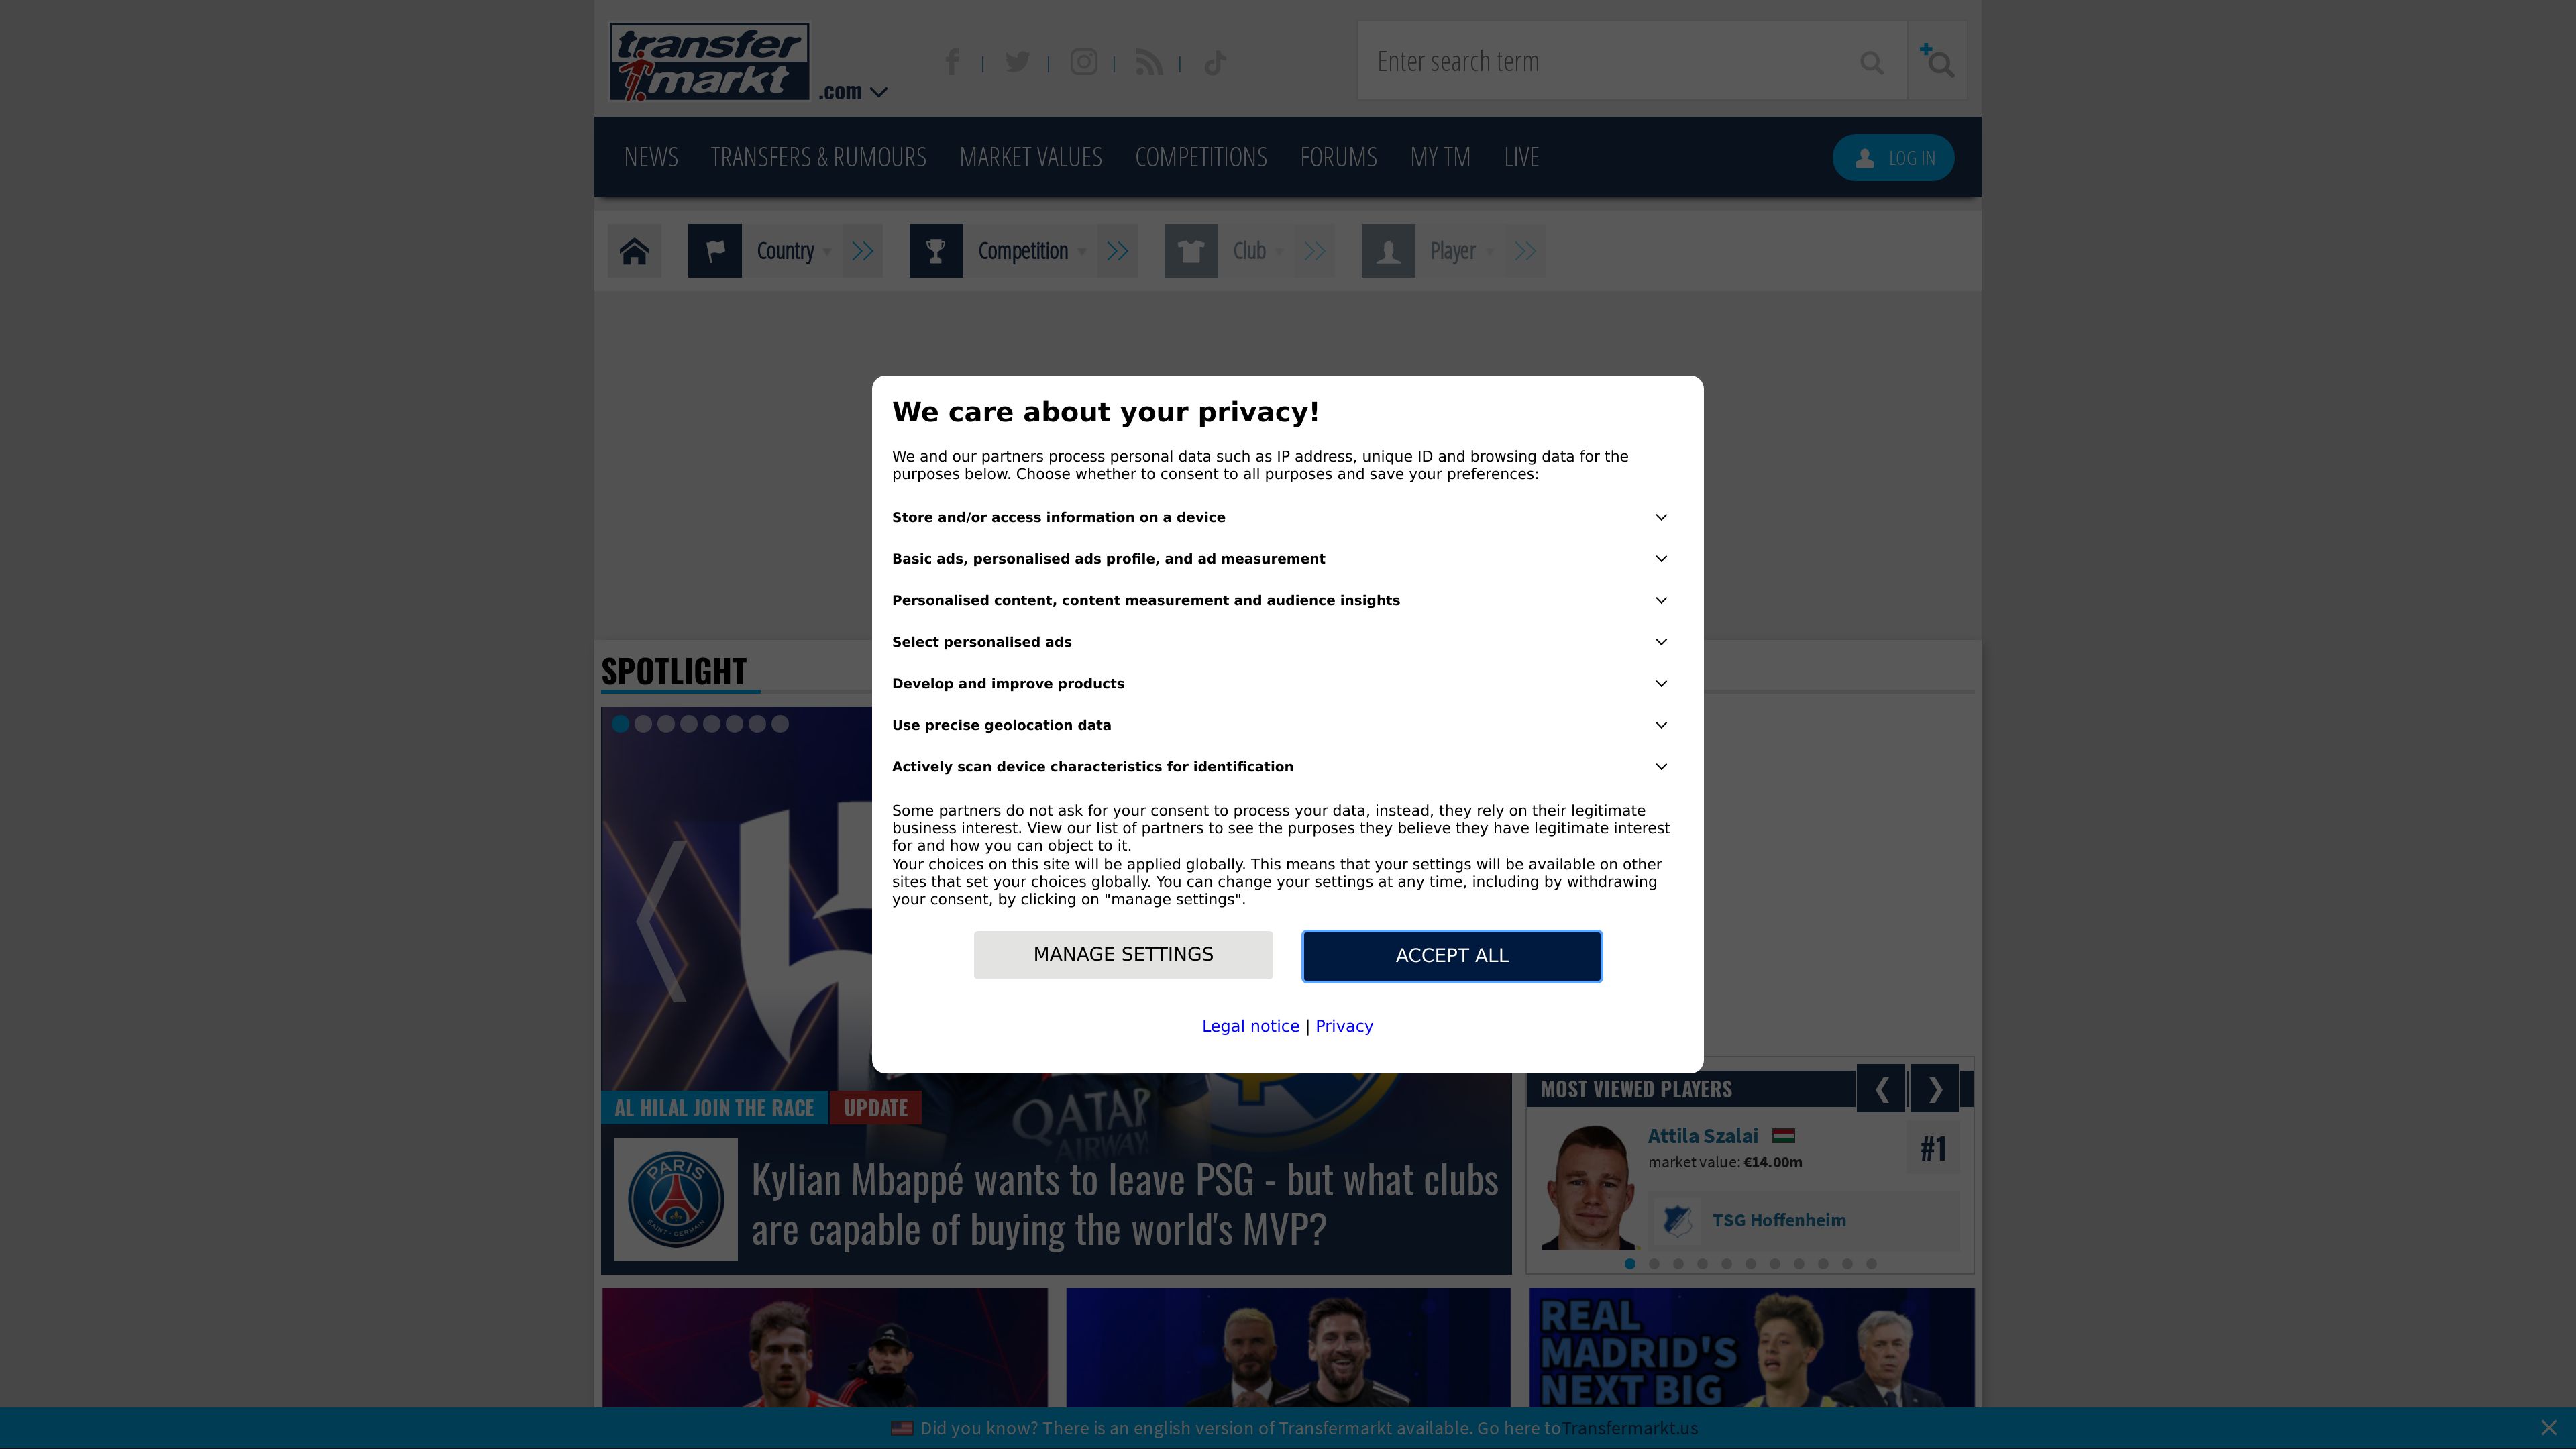 transfer
markt
.com
Enter search term
NEWS TRANSFERS & RUMOURS MARKET VALUES COMPETITIONS FORUMS MY TM LIVE LOG IN
Country Competition Club Player
We care about your privacy!
We and our partners process personal data such as IP address, unique ID and browsing data for the
purposes below. Choose whether to consent to all purposes and save your preferences:
Store and/or access information on a device
Basic ads, personalised ads profile, and ad measurement
Personalised content, content measurement and audience insights
Select personalised ads
Develop and improve products
Use precise geolocation data
Actively scan device characteristics for identification
Some partners do not ask for your consent to process your data, instead, they rely on their legitimate
business interest. View our list of partners to see the purposes they believe they have legitimate interest
for and how you can object to it.
Your choices on this site will be applied globally. This means that your settings will be available on other
sites that set your choices globally. You can change your settings at any time, including by withdrawing
your consent, by clicking on "manage settings".
MANAGE SETTINGS ACCEPT ALL
Legal notice | Privacy
SPOTLIGHT
QATAR
AIRWAY
AL HILAL JOIN THE RACE UPDATE
PARIS
SAINT-GERMAIN
Kylian Mbappé wants to leave PSG - but what clubs
are capable of buying the world's MVP?
MOST VIEWED PLAYERS
Attila Szalai
market value: €14.00m
#1
TSG Hoffenheim
REAL
MADRID'S
NEXT BIG
Did you know? There is an english version of Transfermarkt available. Go here toTransfermarkt.us